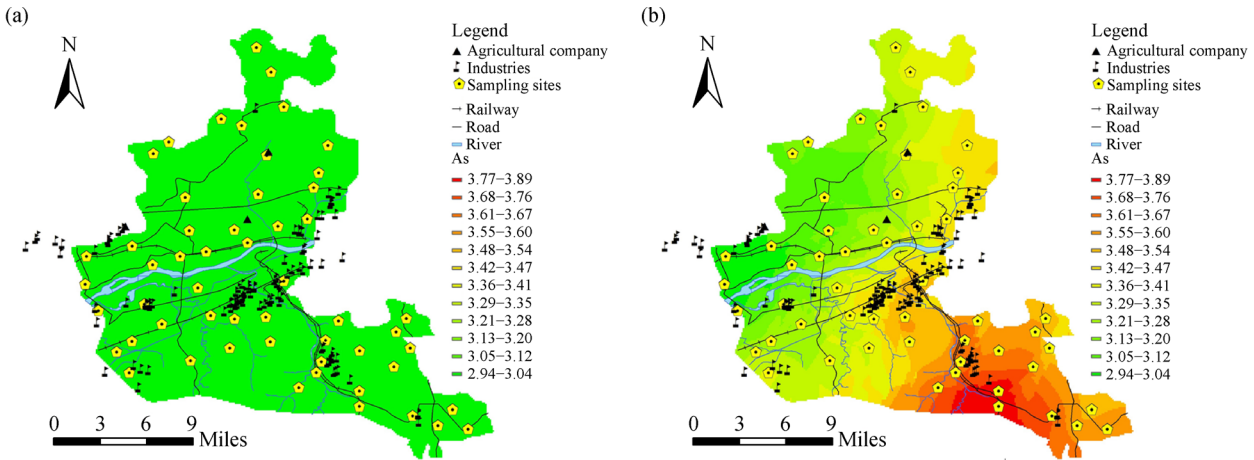 (a)
N
Legend
Agricultural company
Industries
Sampling sites
Railway
Road
River
As
3.77−3.89
3.68−3.76
3.61−3.67
3.55−3.60
3.48−3.54
3.42−3.47
3.36−3.41
3.29−3.35
3.21−3.28
3.13−3.20
3.05−3.12
2.94−3.04
0 3 6 9 Miles
(b)
N
Legend
Agricultural company
Industries
Sampling sites
Railway
Road
River
As
3.77−3.89
3.68−3.76
3.61−3.67
3.55−3.60
3.48−3.54
3.42−3.47
3.36−3.41
3.29−3.35
3.21−3.28
3.13−3.20
3.05−3.12
2.94−3.04
0 3 6 9 Miles